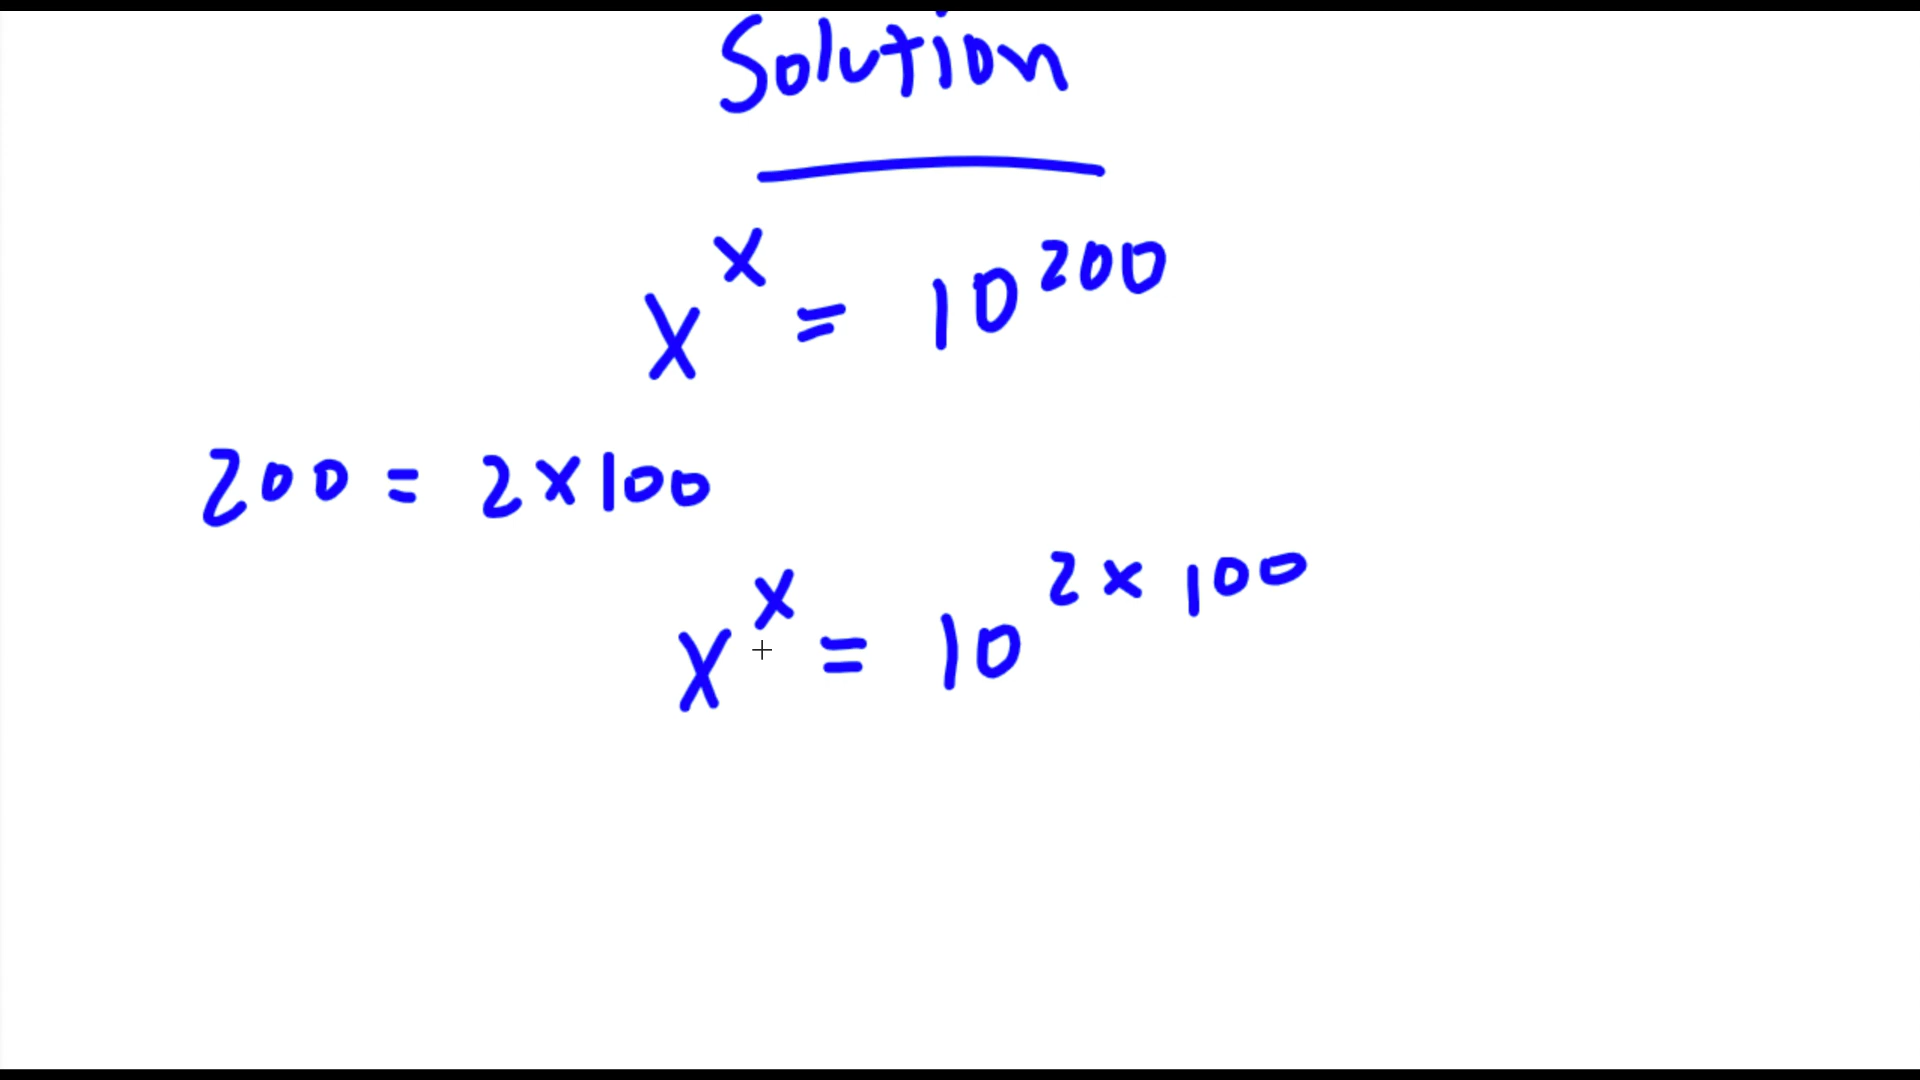 Solution
x^x = 10^200
200 = 2×100
x^x = 10^2×100